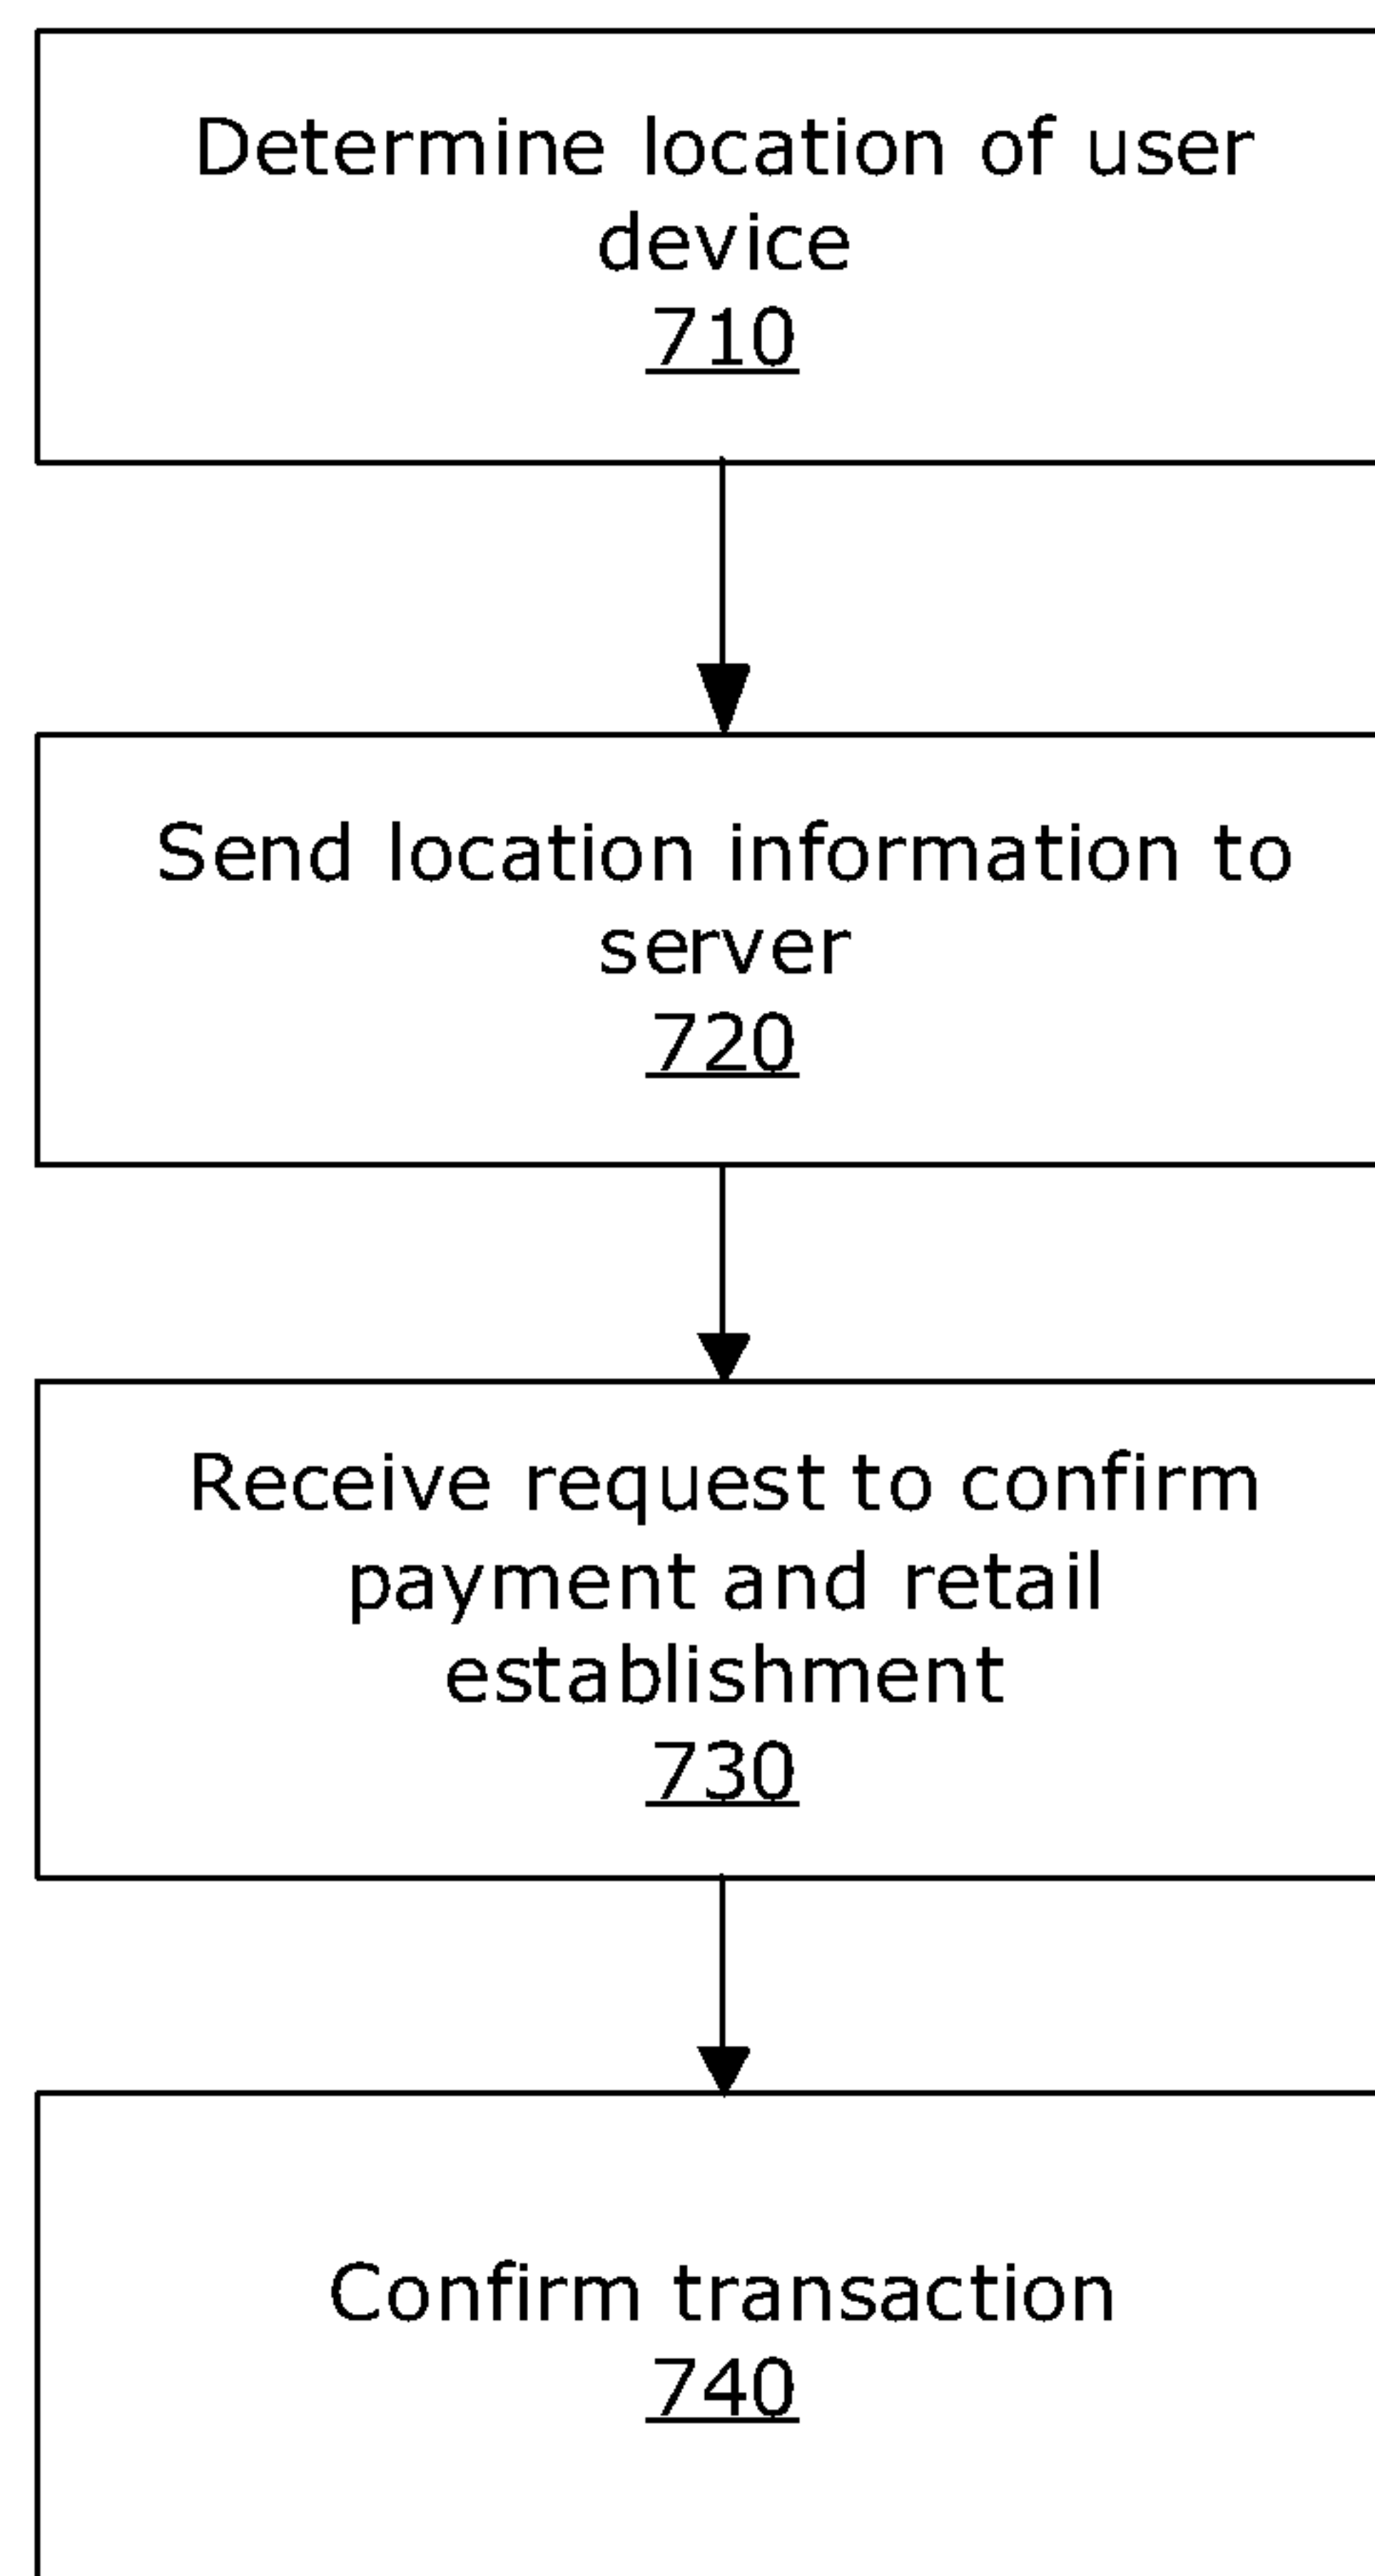 Determine location of user
device
710
Send location information to
server
720
Receive request to confirm
payment and retail
establishment
730
Confirm transaction
740